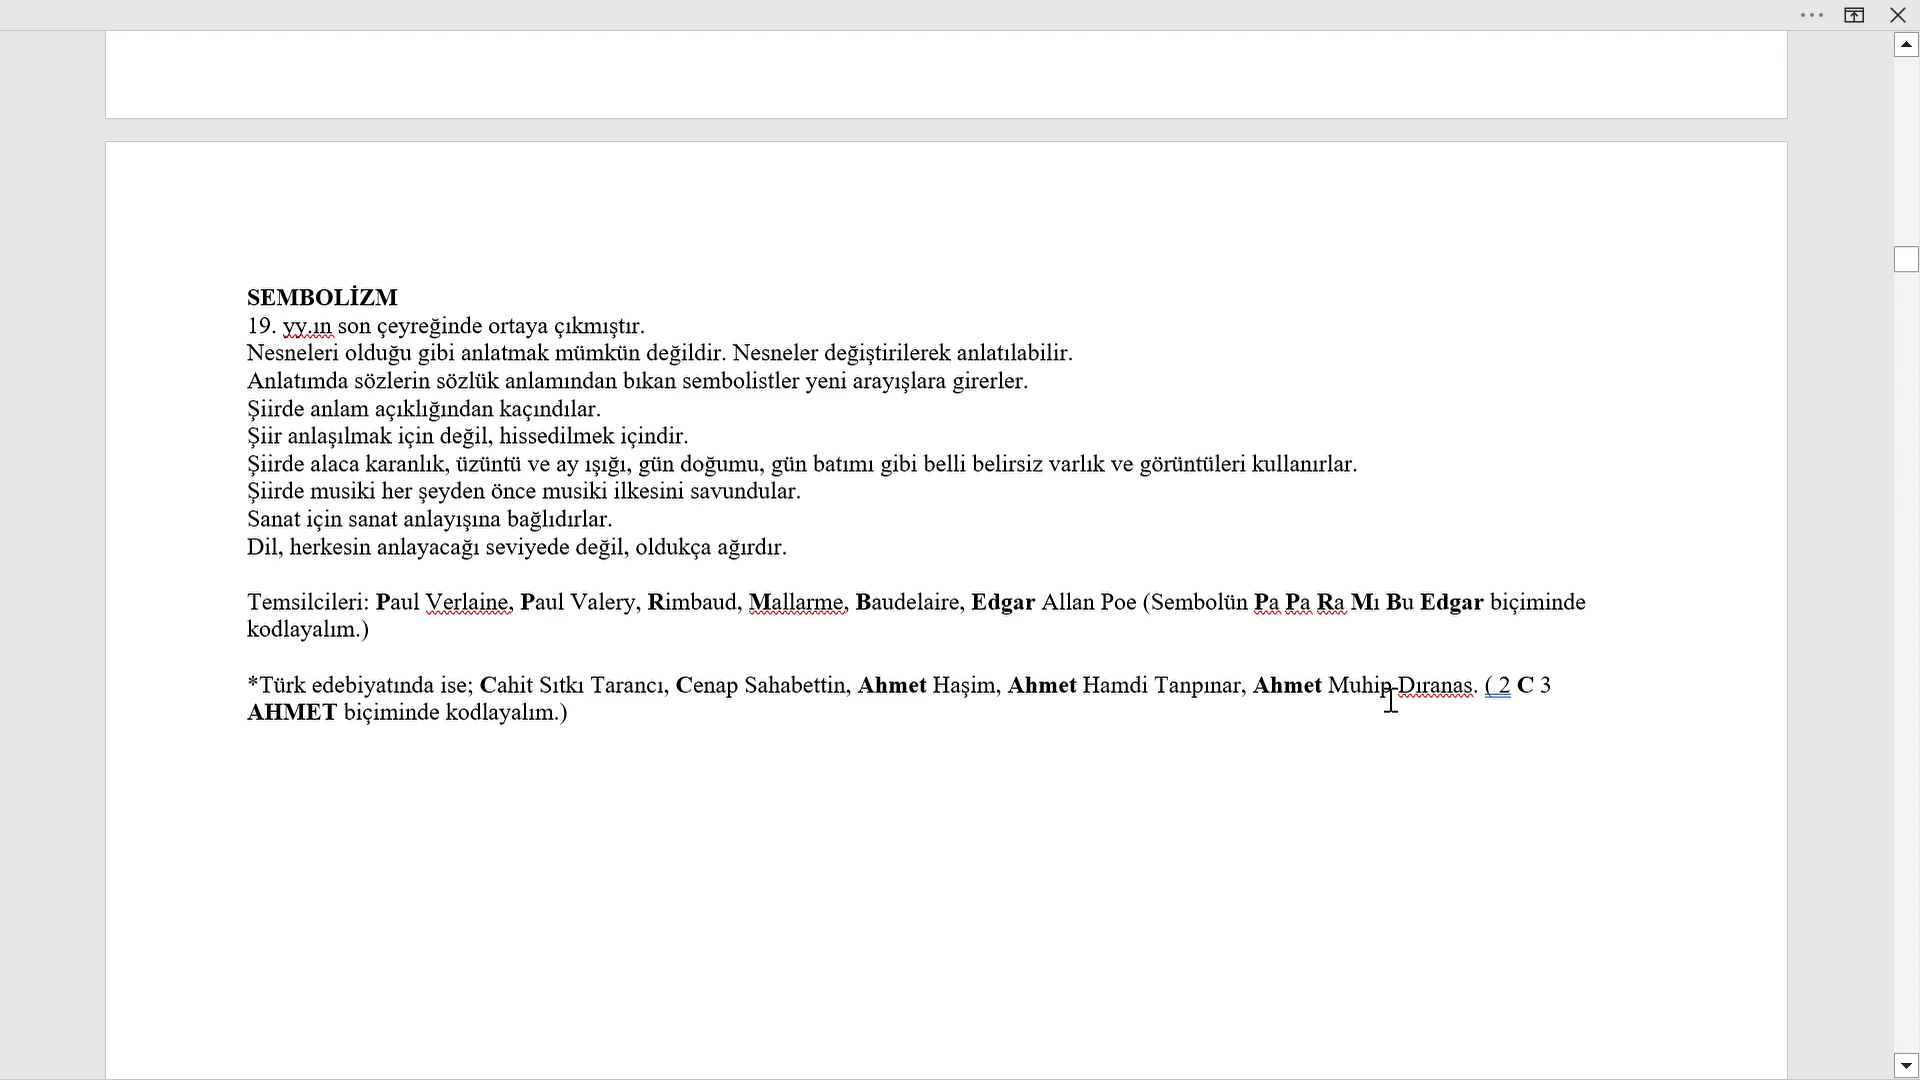 SEMBOLİZM
19. yy.ın son çeyreğinde ortaya çıkmıştır.
Nesneleri olduğu gibi anlatmak mümkün değildir. Nesneler değiştirilerek anlatılabilir.
Anlatımda sözlerin sözlük anlamından bıkan sembolistler yeni arayışlara girerler.
Şiirde anlam açıklığından kaçındılar.
Şiir anlaşılmak için değil, hissedilmek içindir.
Şiirde alaca karanlık, üzüntü ve ay ışığı, gün doğumu, gün batımı gibi belli belirsiz varlık ve görüntüleri kullanırlar.
Şiirde musiki her şeyden önce musiki ilkesini savundular.
Sanat için sanat anlayışına bağlıdırlar.
Dil, herkesin anlayacağı seviyede değil, oldukça ağırdır.
Temsilcileri: Paul Verlaine, Paul Valery, Rimbaud, Mallarme, Baudelaire, Edgar Allan Poe (Sembolün Pa Pa Ra Mı Bu Edgar biçiminde
kodlayalım.)
*Türk edebiyatında ise; Cahit Sıtkı Tarancı, Cenap Sahabettin, Ahmet Haşim, Ahmet Hamdi Tanpınar, Ahmet Muhip Dıranas. ( 2 C 3
AHMET biçiminde kodlayalım.)